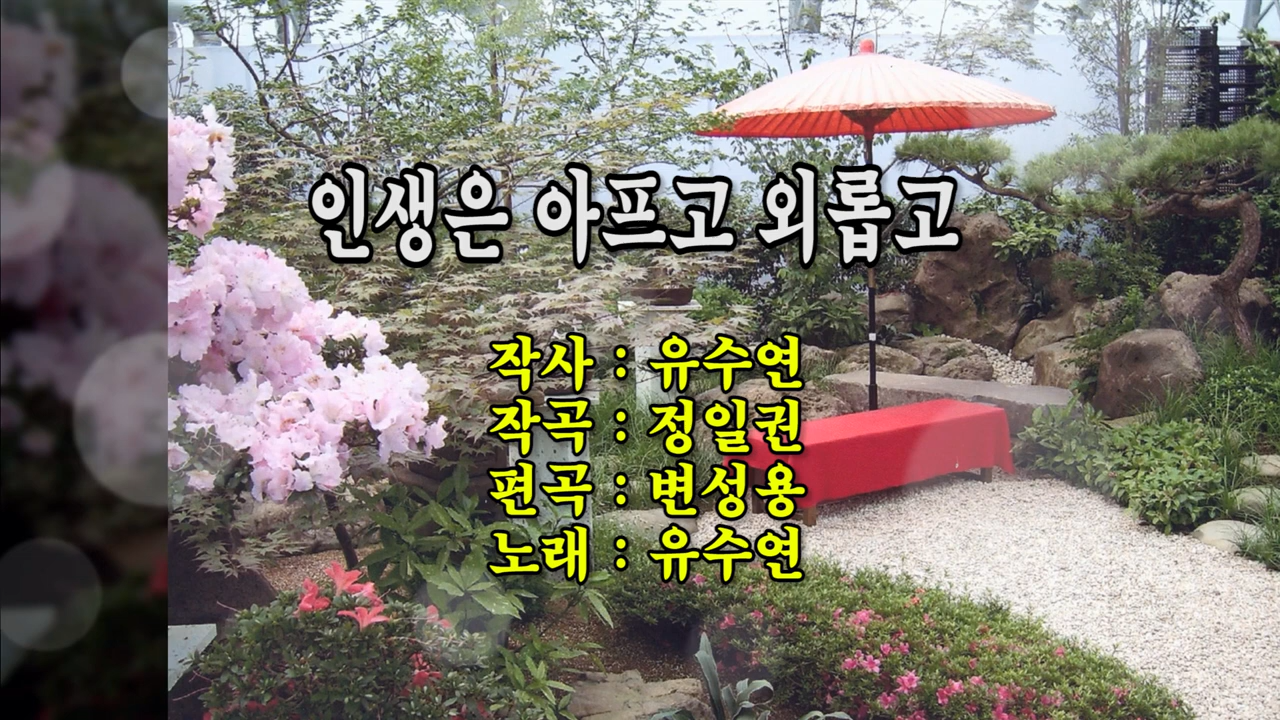 인생은 아프고 외롭고
작사 : 유수연
작곡 : 정일권
편곡 : 변성용
노래 : 유수연